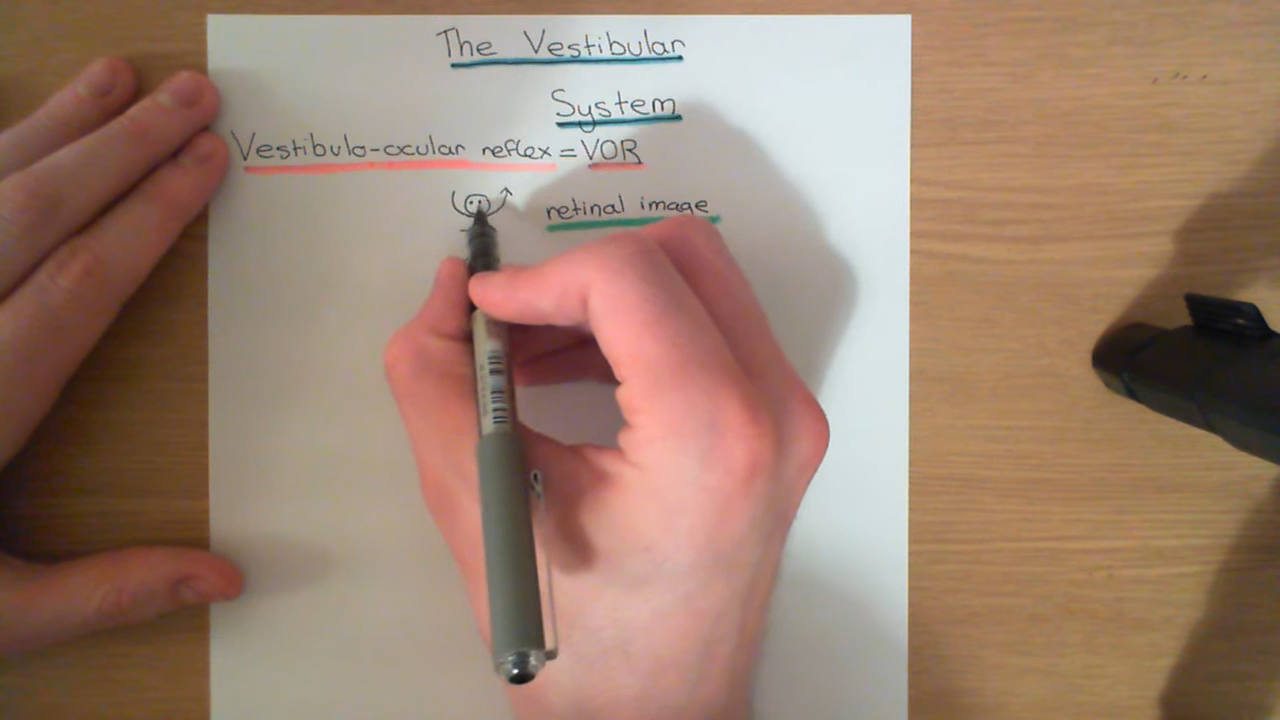 The Vestibular
System
Vestibulo-ocular reflex = VOR
retinal image